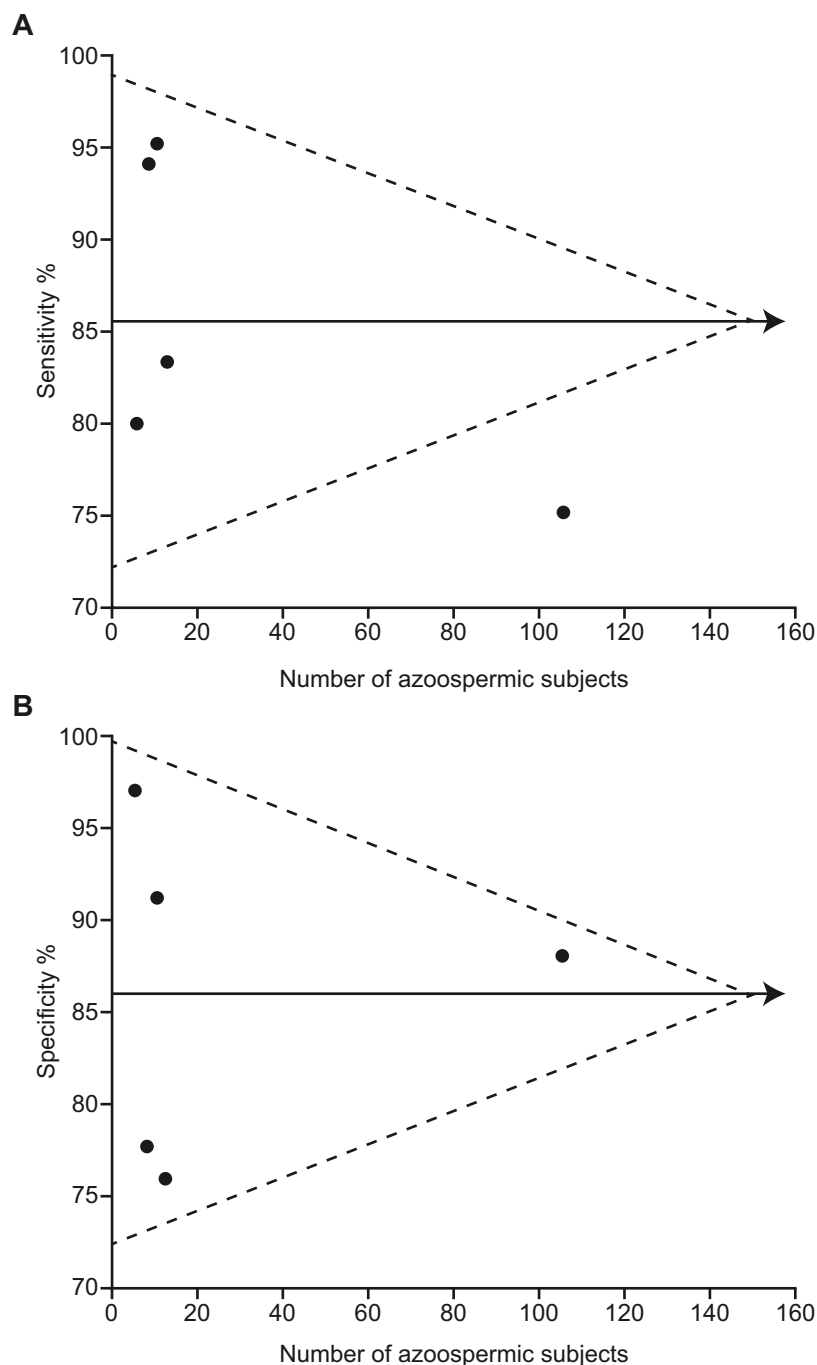 A
100
95
90
85
80
75
70
Sensitivity %
0 20 40 60 80 100 120 140 160
Number of azoospermic subjects
B
100
95
90
85
80
75
70
Specificity %
0 20 40 60 80 100 120 140 160
Number of azoospermic subjects